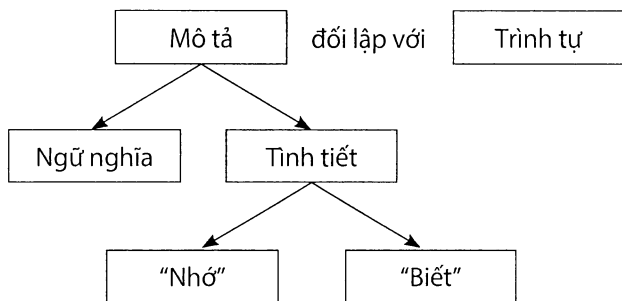 Mô tả đối lập với Trình tự
Ngữ nghĩa Tình tiết
“Nhớ” “Biết”